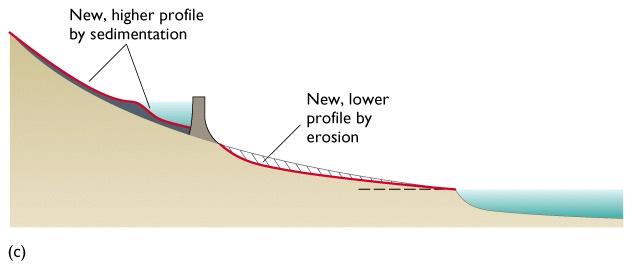 New, higher profile
by sedimentation
New, lower
profile by
erosion
(c)